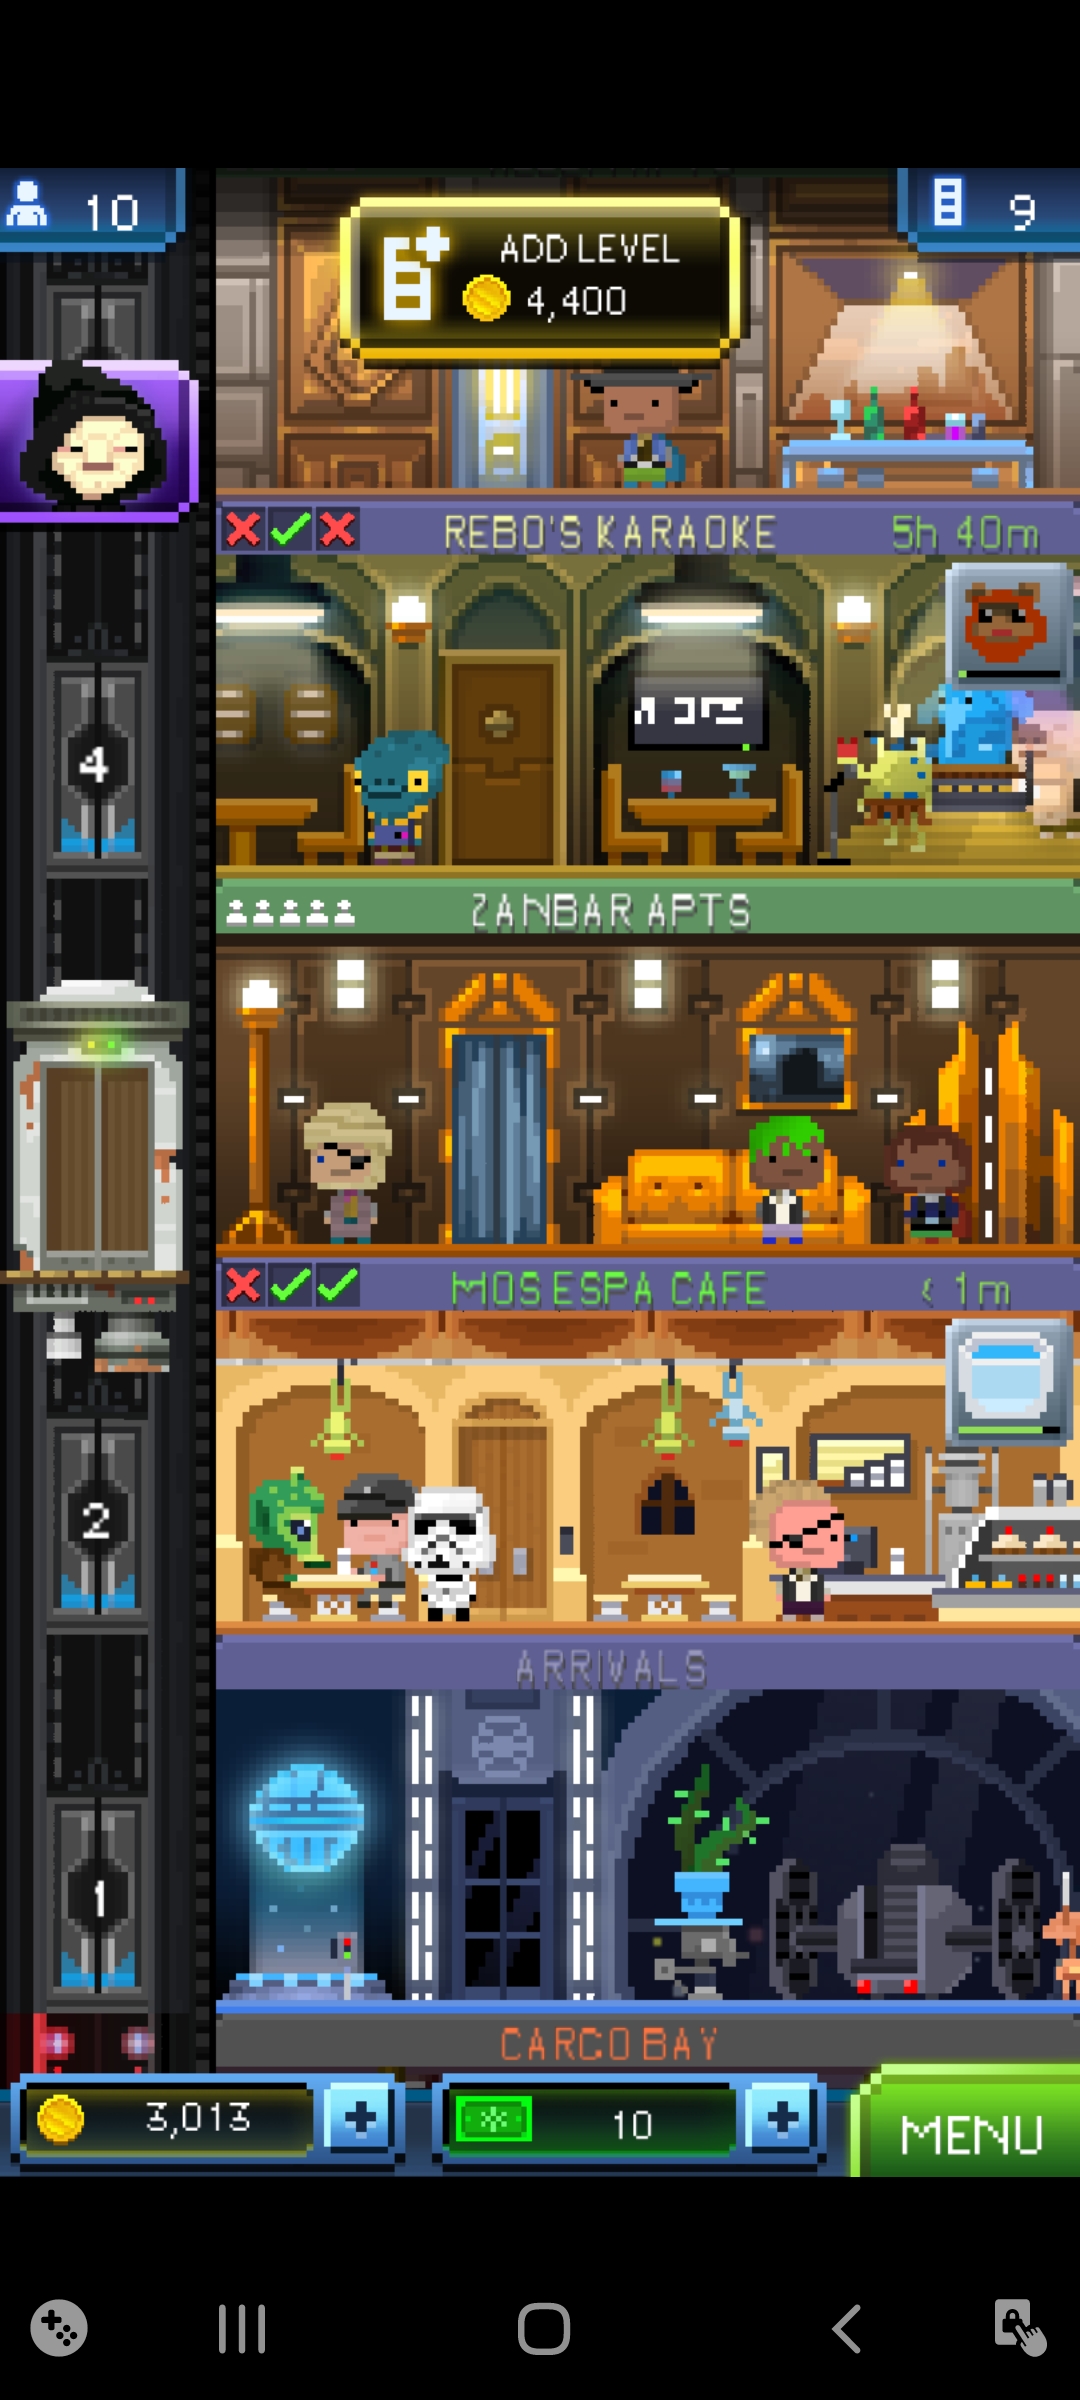 10
9
ADD LEVEL
4,400
REBO'S KARAOKE 5h 40m
4
ZANBAR APTS
MOS ESPA CAFE < 1m
2
ARRIVALS
1
CARGO BAY
3,013
10
MENU